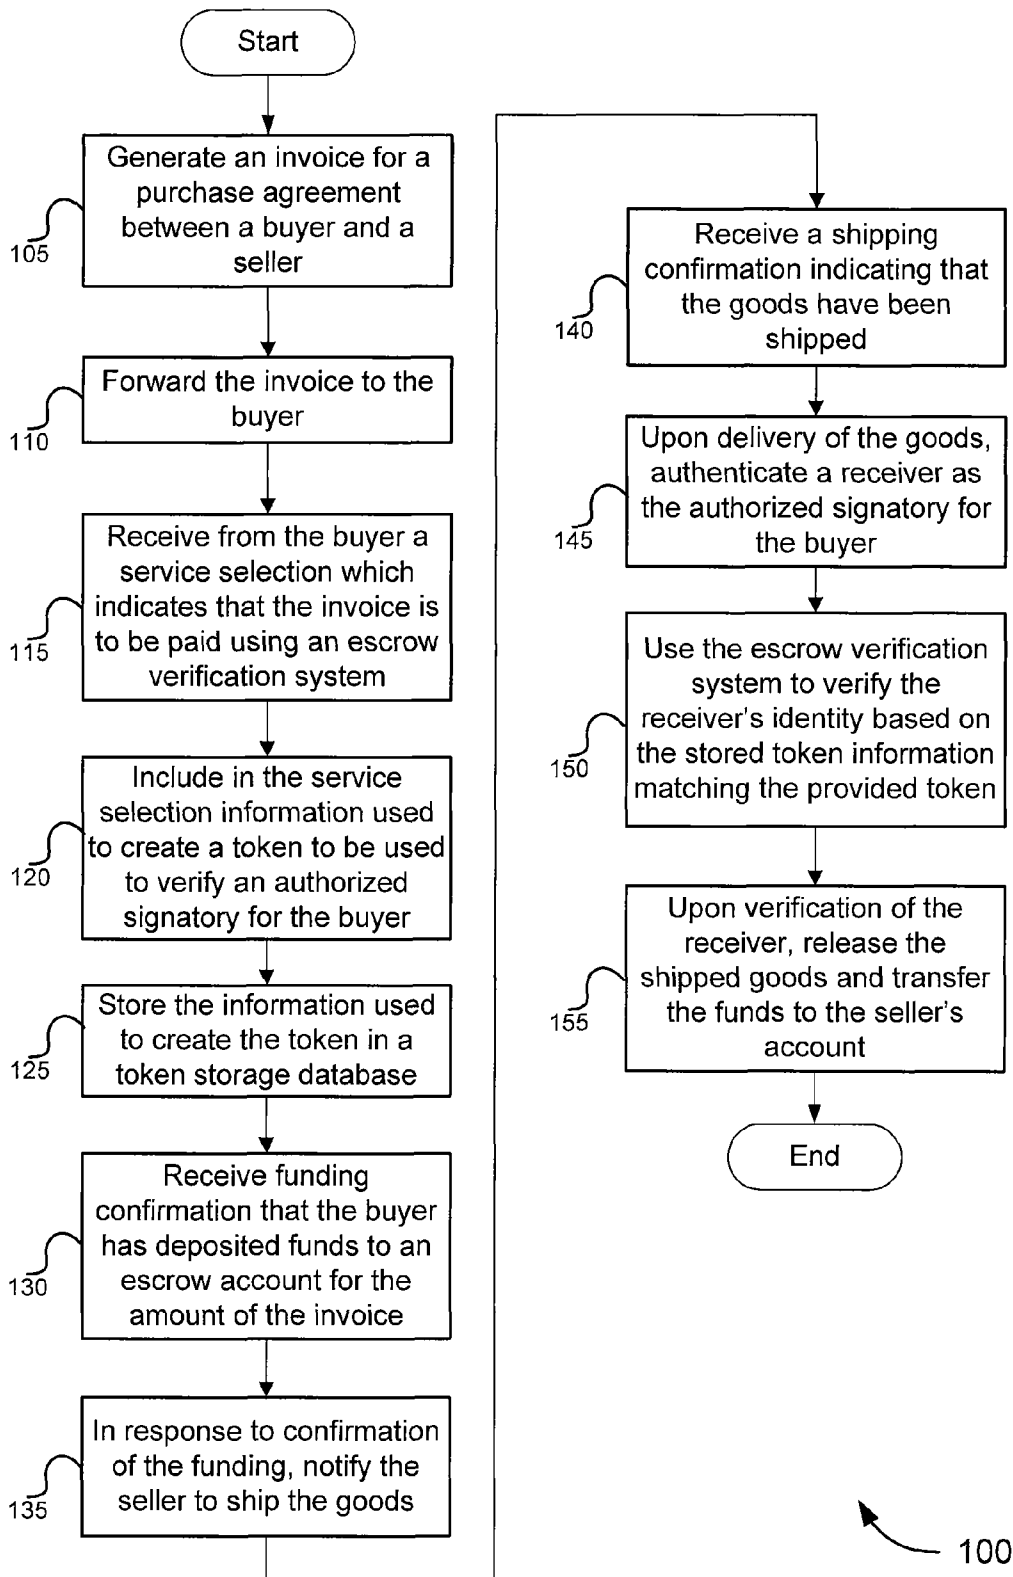 Start
Generate an invoice for a
purchase agreement
between a buyer and a
seller
105
Forward the invoice to the
buyer
110
Receive from the buyer a
service selection which
indicates that the invoice is
to be paid using an escrow
verification system
115
Include in the service
selection information used
to create a token to be used
to verify an authorized
signatory for the buyer
120
Store the information used
to create the token in a
token storage database
125
Receive funding
confirmation that the buyer
has deposited funds to an
escrow account for the
amount of the invoice
130
In response to confirmation
of the funding, notify the
seller to ship the goods
135
Receive a shipping
confirmation indicating that
the goods have been
shipped
140
Upon delivery of the goods,
authenticate a receiver as
the authorized signatory for
the buyer
145
Use the escrow verification
system to verify the
receiver's identity based on
the stored token information
matching the provided token
150
Upon verification of the
receiver, release the
shipped goods and transfer
the funds to the seller's
account
155
End
100